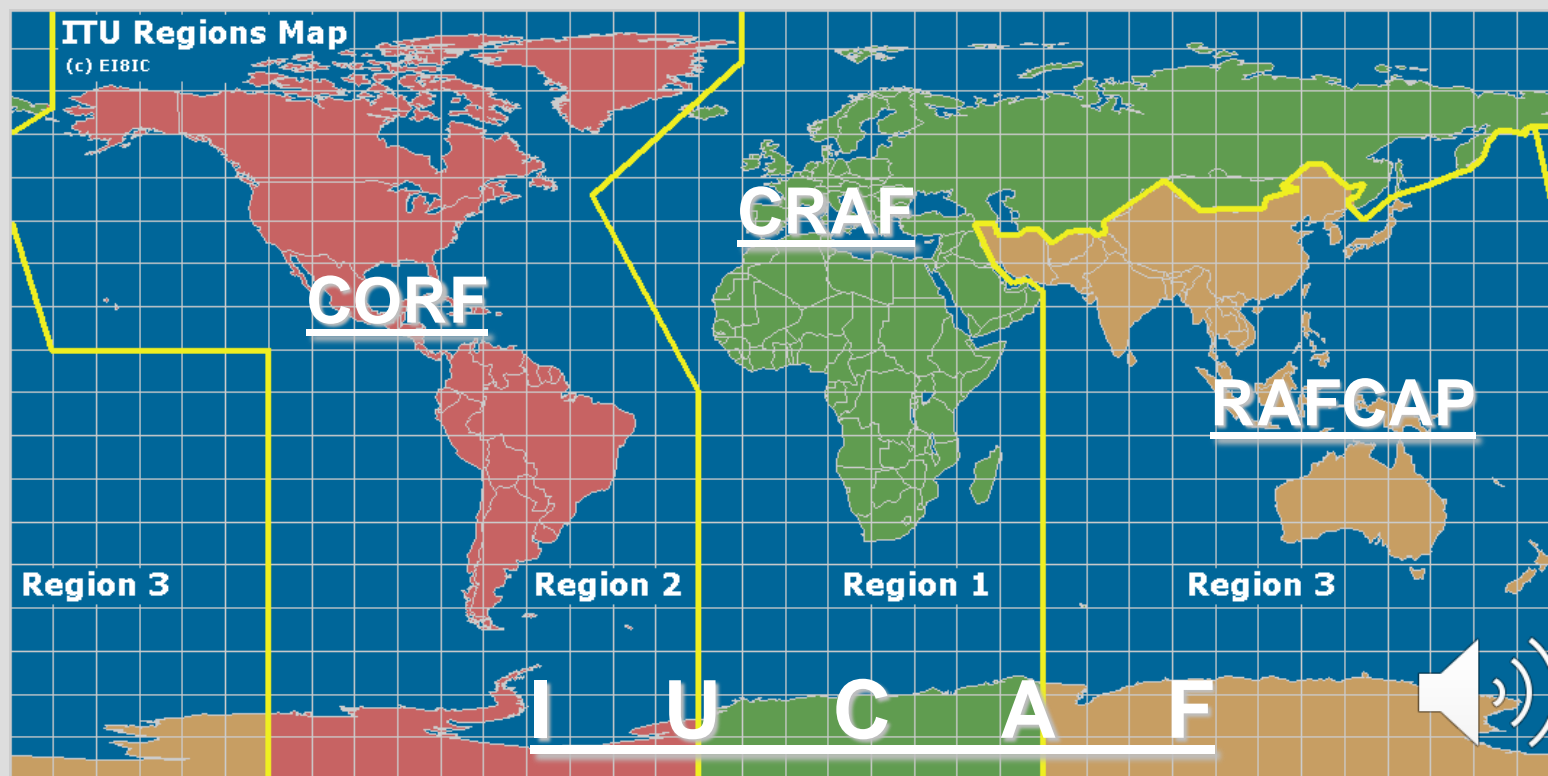 ITU Regions Map
(c) EI8IC
CRAF
CORF
RAFCAP
Region 3
Region 2
Region 1
Region 3
I U C A F